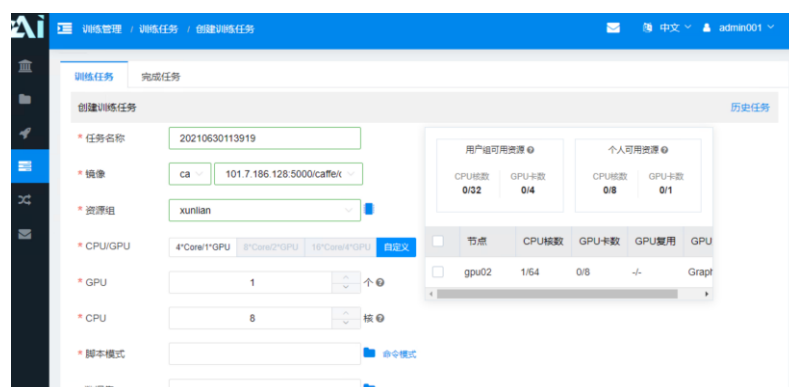 Ai 训练管理 / 训练任务 / 创建训练任务 中文 admin001
训练任务 完成任务
创建训练任务 历史任务
* 任务名称 20210630113919
* 镜像 ca 101.7.186.128:5000/caffe/c
* 资源组 xunlian
* CPU/GPU 4*Core/1*GPU 8*Core/2*GPU 16*Core/4*GPU 自定义
* GPU 1 个
* CPU 8 核
* 脚本模式 命令模式
用户组可用资源 个人可用资源
CPU核数 GPU卡数 CPU核数 GPU卡数
0/32 0/4 0/8 0/1
节点 CPU核数 GPU卡数 GPU复用 GPU
gpu02 1/64 0/8 -/- Graph